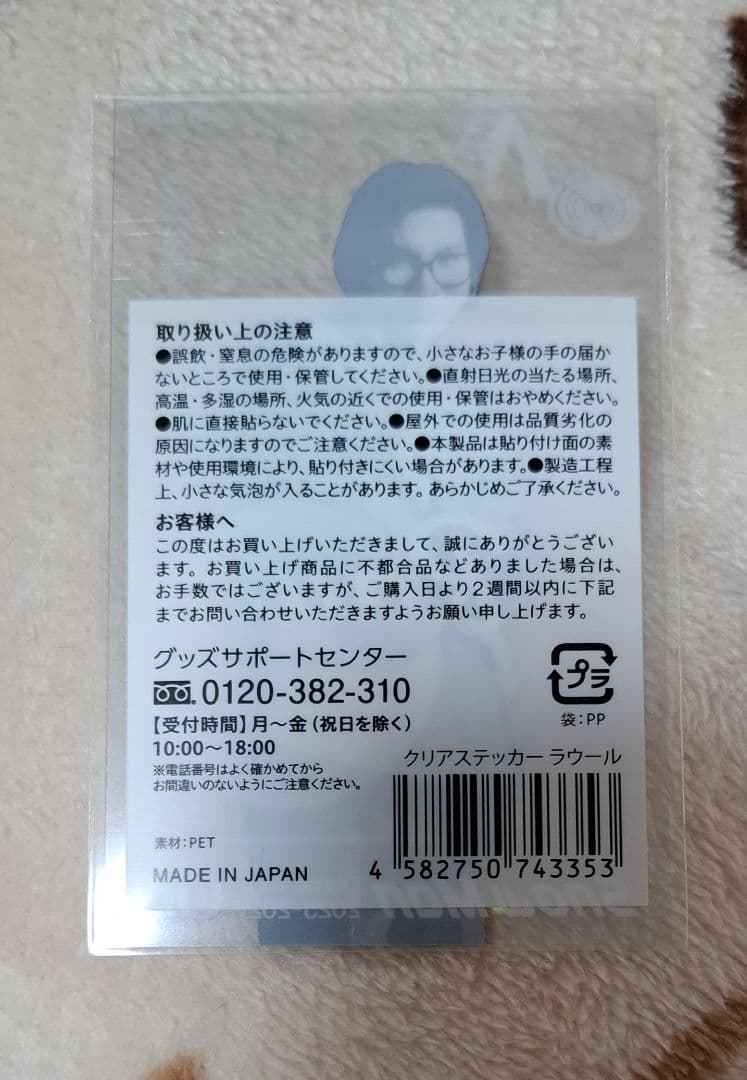 取り扱い上の注意
●誤飲・窒息の危険がありますので、小さなお子様の手の届か
ないところで使用・保管してください。●直射日光の当たる場所、
高温・多湿の場所、火気の近くでの使用・保管はおやめください。
●肌に直接貼らないでください。●屋外での使用は品質劣化の
原因になりますのでご注意ください。●本製品は貼り付け面の素
材や使用環境により、貼り付きにくい場合があります。●製造工程
上、小さな気泡が入ることがあります。あらかじめご了承ください。
お客様へ
この度はお買い上げいただきまして、誠にありがとうござい
ます。お買い上げ商品に不都合品などありました場合は、
お手数ではございますが、ご購入日より2週間以内に下記
までお問い合わせいただきますようお願い申し上げます。
グッズサポートセンター
0120-382-310
【受付時間】月〜金（祝日を除く）
10:00〜18:00
※電話番号はよく確かめてから
お間違いのないようにご注意ください。
プラ
袋：PP
クリアステッカー ラウール
素材：PET
MADE IN JAPAN
4 582750 743353